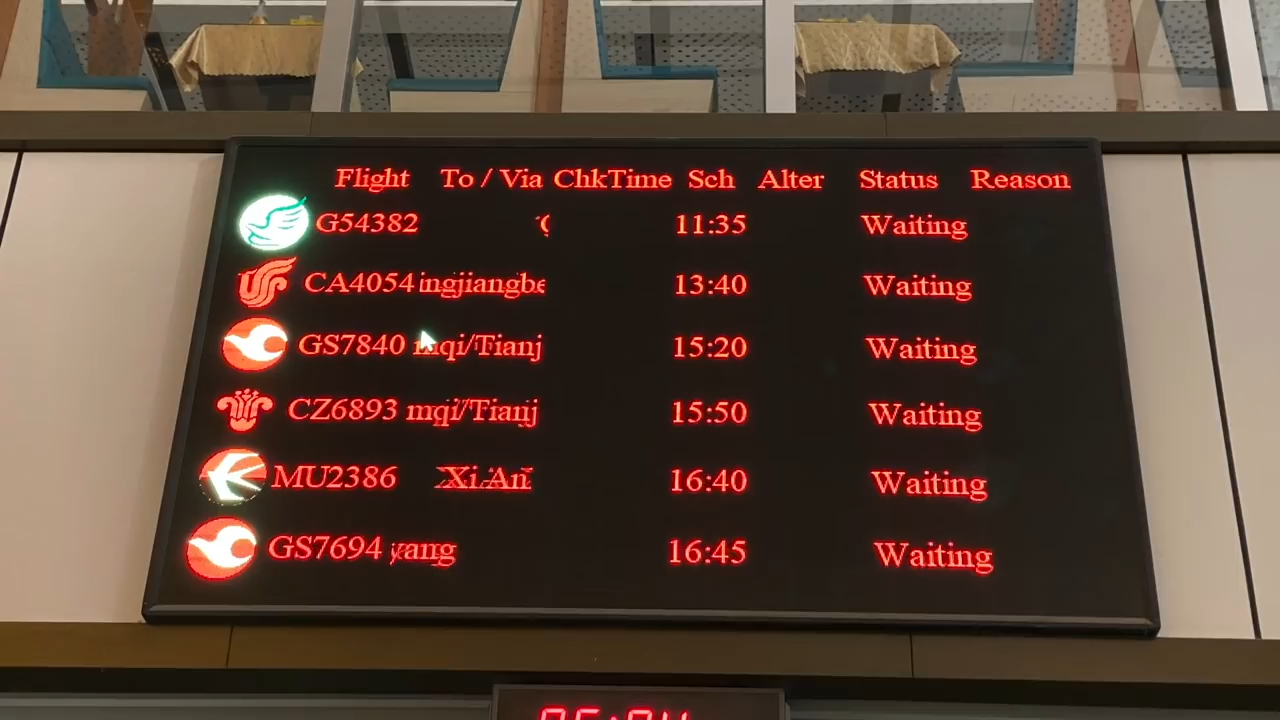 Flight To / Via ChkTime Sch Alter Status Reason
G54382 11:35 Waiting
CA4054 ingjiangbe 13:40 Waiting
GS7840 mqi/Tianj 15:20 Waiting
CZ6893 mqi/Tianj 15:50 Waiting
MU2386 Xi.An 16:40 Waiting
GS7694 yang 16:45 Waiting